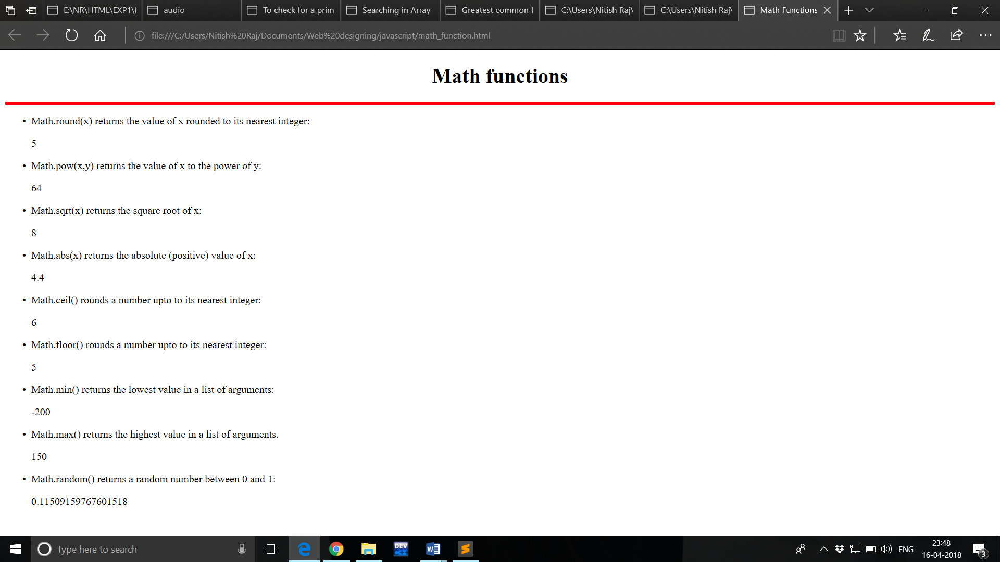 E:\NR\HTML\EXP1\ audio To check for a prim Searching in Array Greatest common f C:\Users\Nitish Raj\ C:\Users\Nitish Raj\ Math Functions
file:///C:/Users/Nitish%20Raj/Documents/Web%20designing/javascript/math_function.html
Math functions
• Math.round(x) returns the value of x rounded to its nearest integer:
5
• Math.pow(x,y) returns the value of x to the power of y:
64
• Math.sqrt(x) returns the square root of x:
8
• Math.abs(x) returns the absolute (positive) value of x:
4.4
• Math.ceil() rounds a number upto to its nearest integer:
6
• Math.floor() rounds a number upto to its nearest integer:
5
• Math.min() returns the lowest value in a list of arguments:
-200
• Math.max() returns the highest value in a list of arguments.
150
• Math.random() returns a random number between 0 and 1:
0.11509159767601518
Type here to search
DEV
C++
ENG
23:48
16-04-2018
3